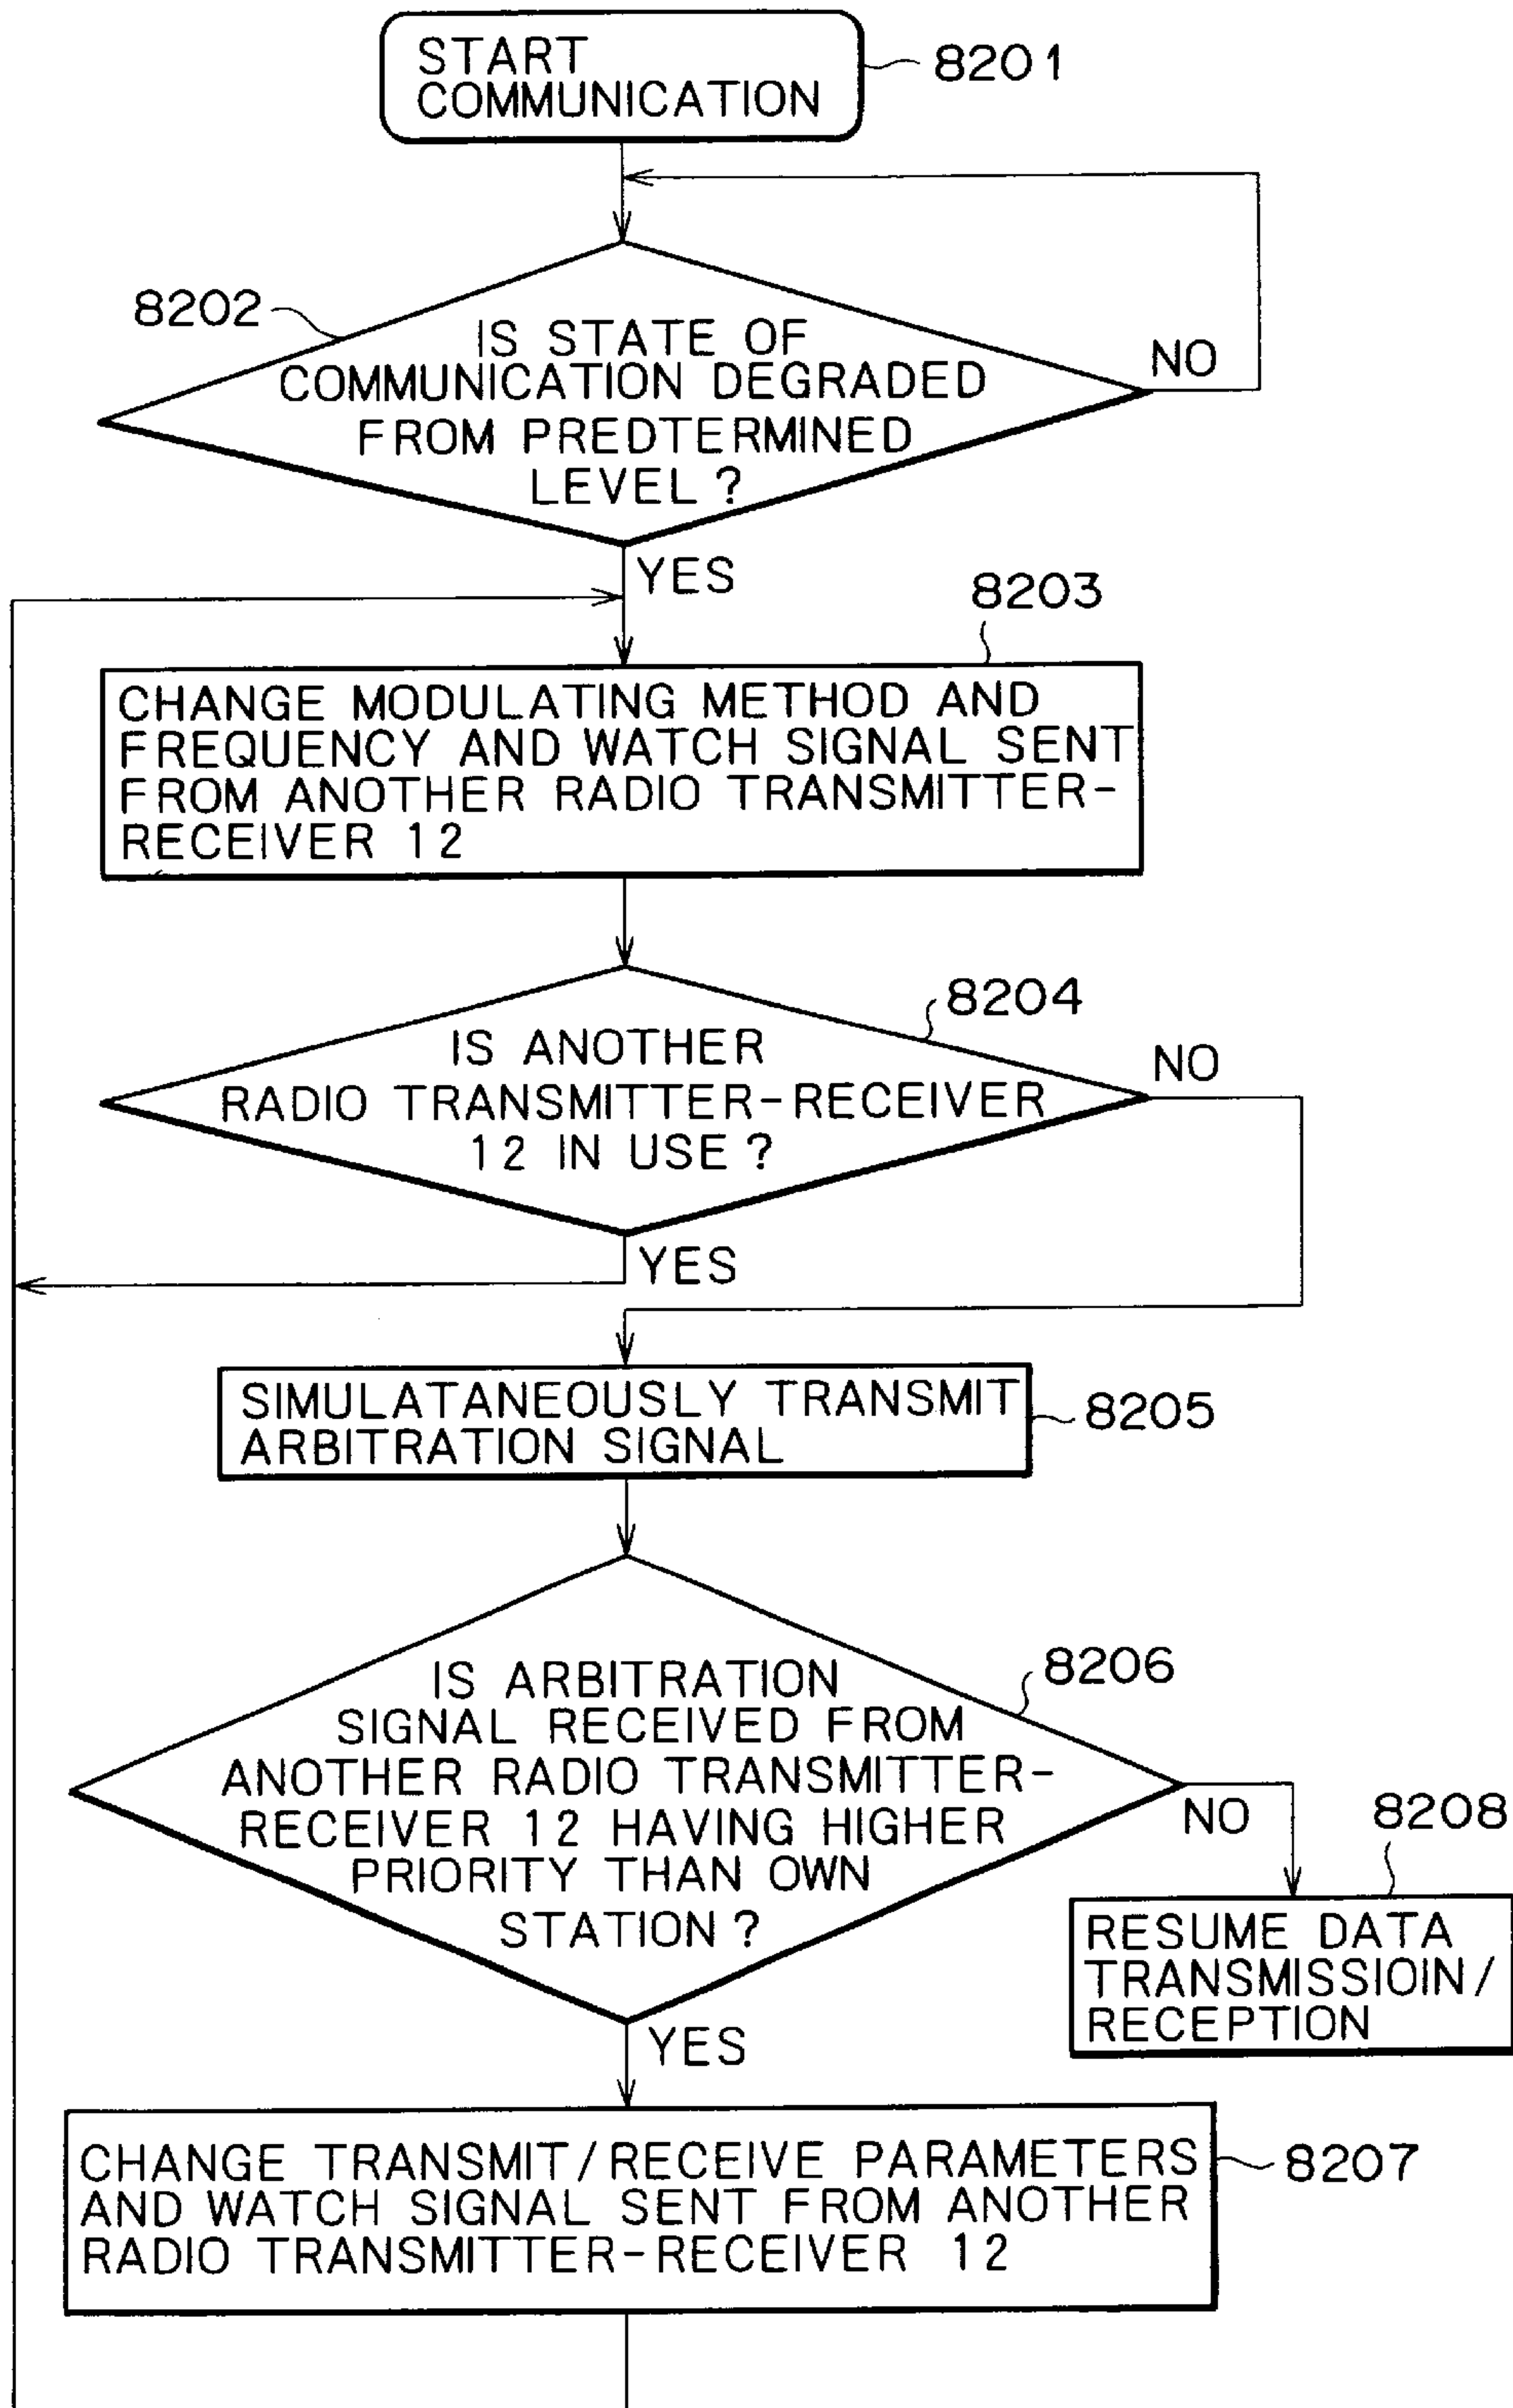 START
COMMUNICATION
8201
8202
IS STATE OF
COMMUNICATION DEGRADED
FROM PREDTERMINED
LEVEL?
NO
YES
8203
CHANGE MODULATING METHOD AND
FREQUENCY AND WATCH SIGNAL SENT
FROM ANOTHER RADIO TRANSMITTER-
RECEIVER 12
8204
IS ANOTHER
RADIO TRANSMITTER-RECEIVER
12 IN USE?
NO
YES
SIMULATANEOUSLY TRANSMIT
ARBITRATION SIGNAL
8205
8206
IS ARBITRATION
SIGNAL RECEIVED FROM
ANOTHER RADIO TRANSMITTER-
RECEIVER 12 HAVING HIGHER
PRIORITY THAN OWN
STATION?
NO
8208
RESUME DATA
TRANSMISSIOIN/
RECEPTION
YES
CHANGE TRANSMIT/RECEIVE PARAMETERS
AND WATCH SIGNAL SENT FROM ANOTHER
RADIO TRANSMITTER-RECEIVER 12
8207